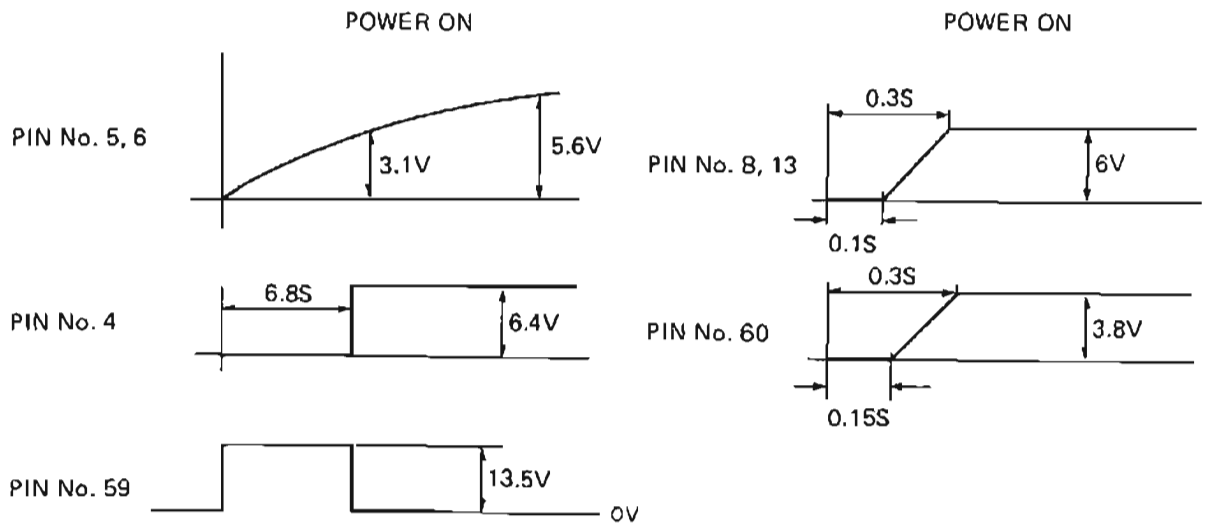 POWER ON
PIN No. 5, 6
3.1V
5.6V
PIN No. 4
6.8S
6.4V
PIN No. 59
13.5V
0V
POWER ON
PIN No. 8, 13
0.3S
6V
0.1S
PIN No. 60
0.3S
3.8V
0.15S